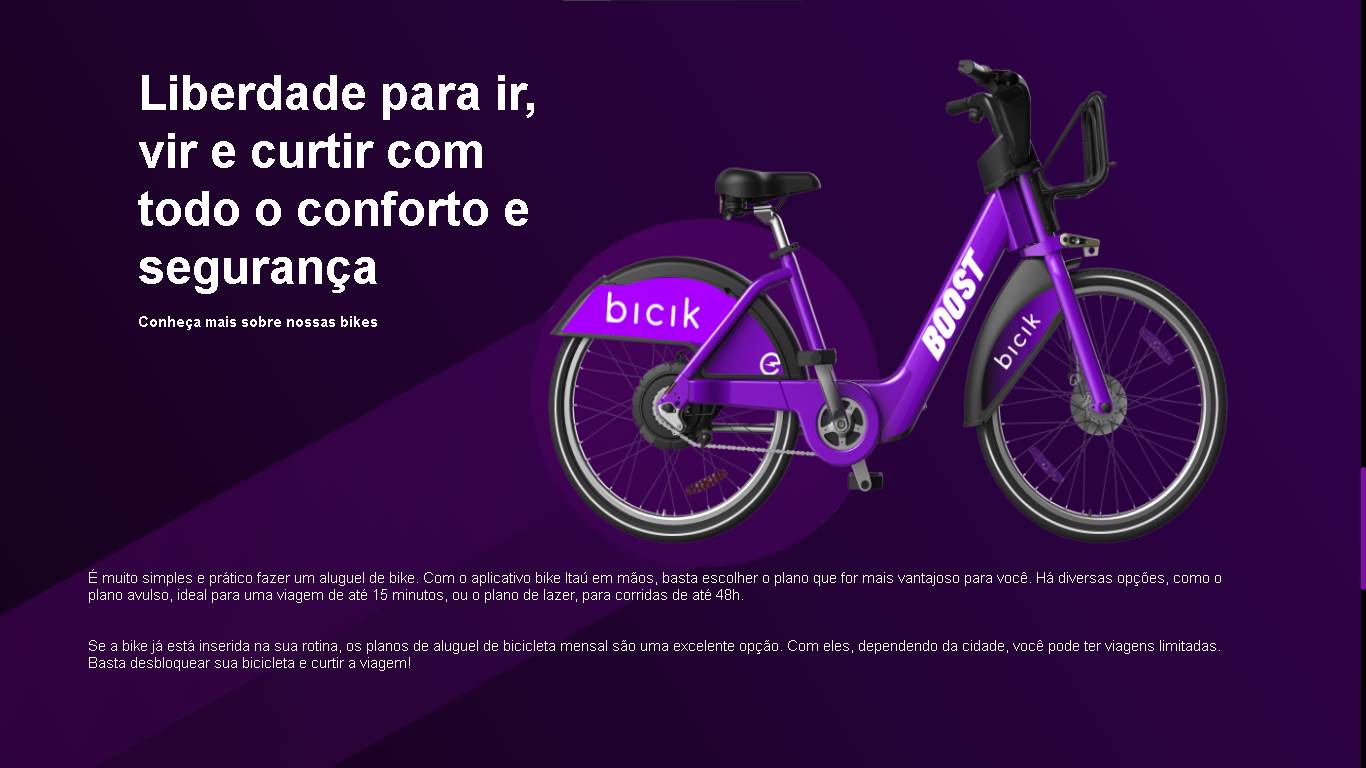 Liberdade para ir,
vir e curtir com
todo o conforto e
segurança
Conheça mais sobre nossas bikes
bicik
BOOST
bicik
e
É muito simples e prático fazer um aluguel de bike. Com o aplicativo bike Itaú em mãos, basta escolher o plano que for mais vantajoso para você. Há diversas opções, como o
plano avulso, ideal para uma viagem de até 15 minutos, ou o plano de lazer, para corridas de até 48h.
Se a bike já está inserida na sua rotina, os planos de aluguel de bicicleta mensal são uma excelente opção. Com eles, dependendo da cidade, você pode ter viagens limitadas.
Basta desbloquear sua bicicleta e curtir a viagem!